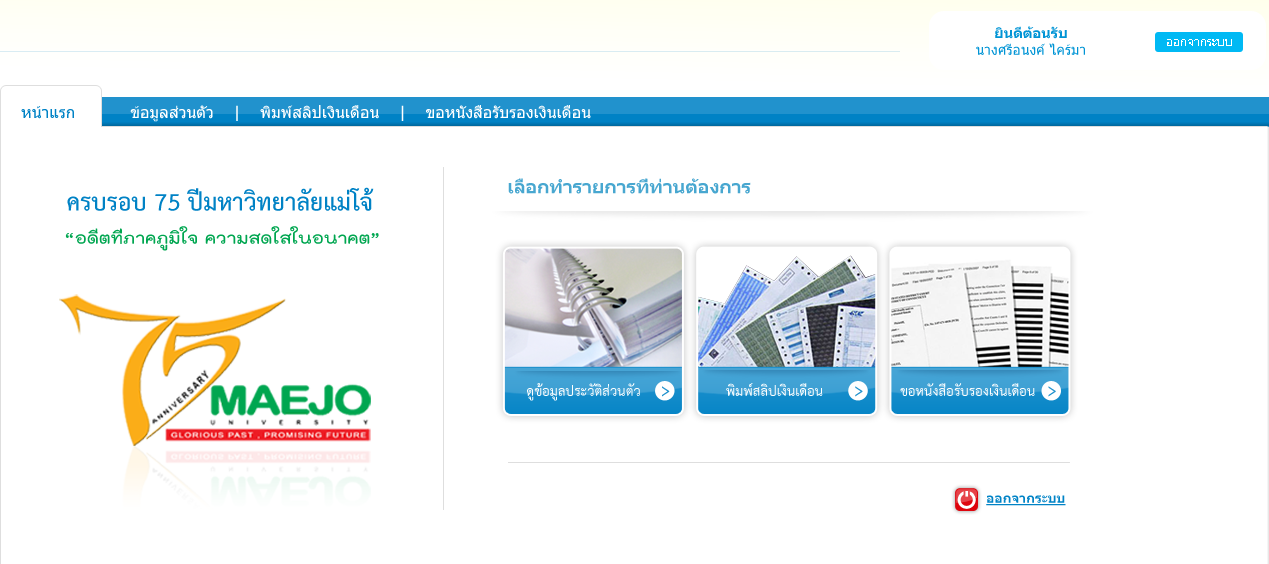 ยินดีต้อนรับ
นางศรีอนงค์ ไคร้มา
ออกจากระบบ
หน้าแรก
ข้อมูลส่วนตัว | พิมพ์สลิปเงินเดือน | ขอหนังสือรับรองเงินเดือน
ครบรอบ 75 ปีมหาวิทยาลัยแม่โจ้
“อดีตที่ภาคภูมิใจ ความสดใสในอนาคต”
75
ANNIVERSARY
MAEJO
UNIVERSITY
GLORIOUS PAST . PROMISING FUTURE
เลือกทำรายการที่ท่านต้องการ
ดูข้อมูลประวัติส่วนตัว
พิมพ์สลิปเงินเดือน
ขอหนังสือรับรองเงินเดือน
ออกจากระบบ